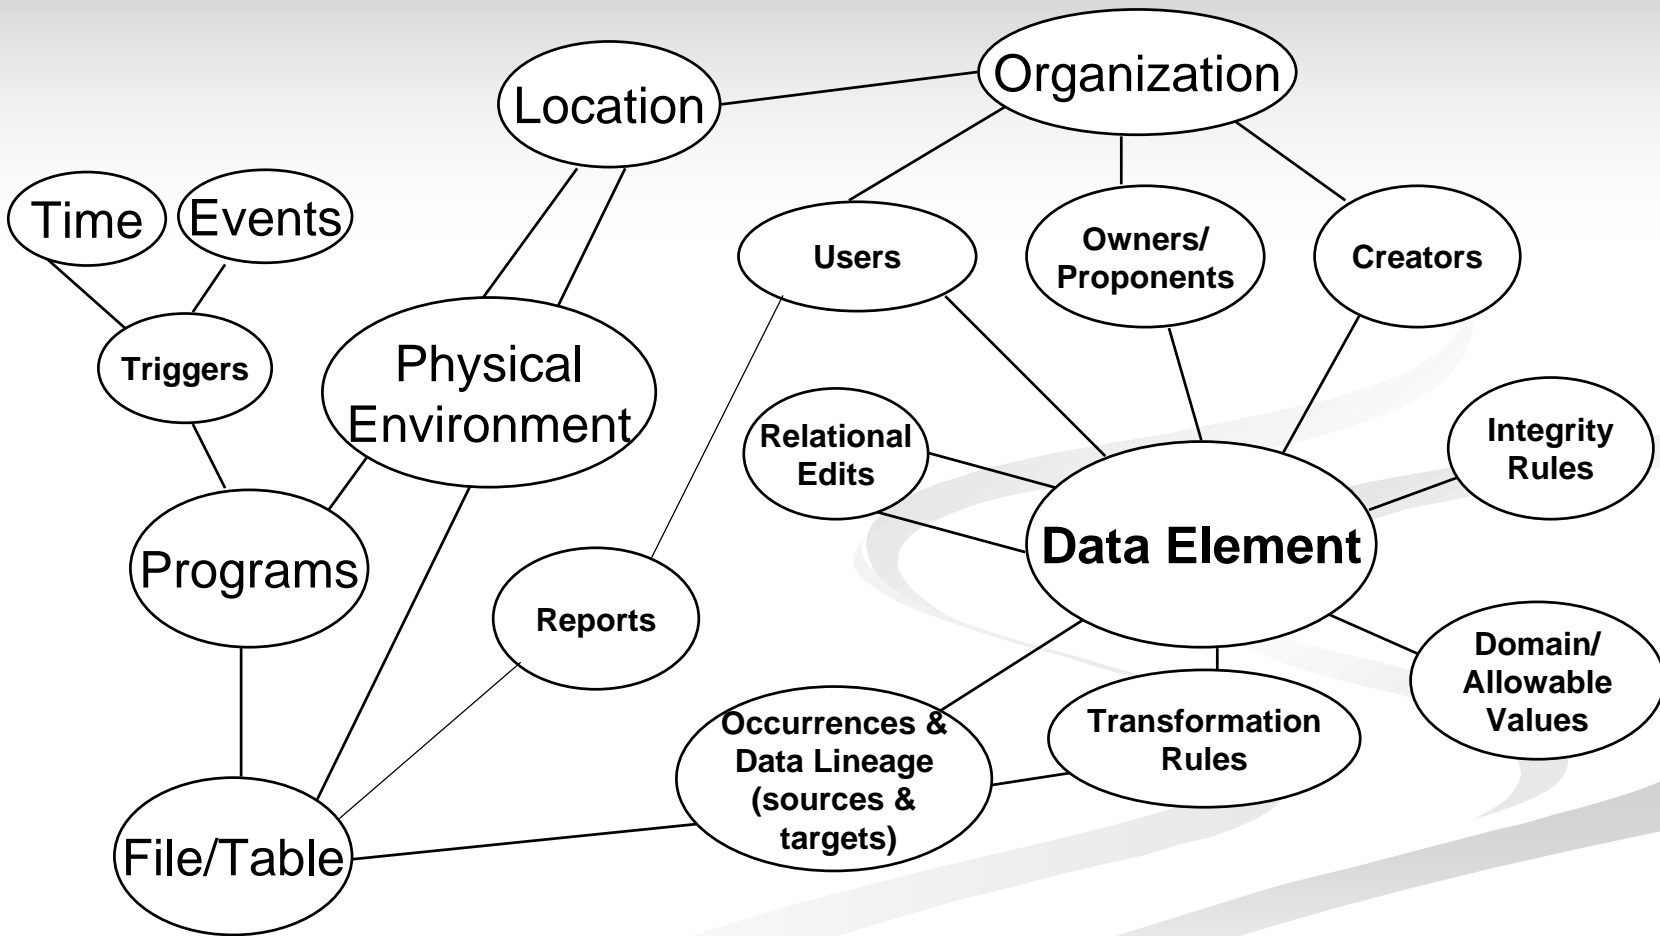 Organization
Location
Time
Events
Users
Owners/
Proponents
Creators
Triggers
Physical
Environment
Relational
Edits
Integrity
Rules
Data Element
Programs
Reports
Domain/
Allowable
Values
Occurrences &
Data Lineage
(sources &
targets)
Transformation
Rules
File/Table